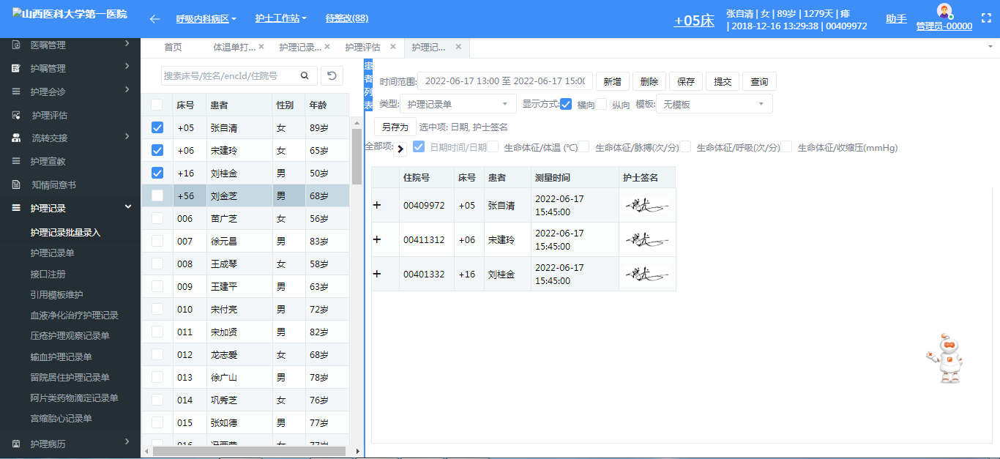 山西医科大学第一医院
呼吸内科病区
护士工作站
待整改(88)
+05床
张自清 | 女 | 89岁 | 1279天 | 痱
| 2018-12-16 13:29:38 | 00409972
助手
管理员-00000
医嘱管理
护嘱管理
护理会诊
护理评估
流转交接
护理宣教
知情同意书
护理记录
护理记录批量录入
护理记录单
接口注册
引用模板维护
血液净化治疗护理记录
压疮护理观察记录单
输血护理记录单
留院居住护理记录单
阿片类药物滴定记录单
宫缩胎心记录单
护理病历
首页
体温单打...
护理记录...
护理评估
护理记...
搜索床号/姓名/encId/住院号
床号 患者 性别 年龄
+05 张自清 女 89岁
+06 宋建玲 女 65岁
+16 刘桂金 男 50岁
+56 刘金芝 男 68岁
006 苗广芝 女 56岁
007 徐元昌 男 83岁
008 王成琴 女 58岁
009 王建平 男 63岁
010 宋付亮 男 72岁
011 宋加贤 男 82岁
012 龙志爱 女 68岁
013 徐广山 男 78岁
014 巩秀芝 女 76岁
015 张如德 男 77岁
患者列表
时间范围: 2022-06-17 13:00 至 2022-06-17 15:00
新增 删除 保存 提交 查询
类型: 护理记录单 显示方式: 横向 纵向 模板: 无模板
另存为 选中项: 日期, 护士签名
全部项: 日期时间/日期 生命体征/体温 (℃) 生命体征/脉搏(次/分) 生命体征/呼吸(次/分) 生命体征/收缩压(mmHg)
住院号 床号 患者 测量时间 护士签名
00409972 +05 张自清 2022-06-17
15:45:00
00411312 +06 宋建玲 2022-06-17
15:45:00
00401332 +16 刘桂金 2022-06-17
15:45:00